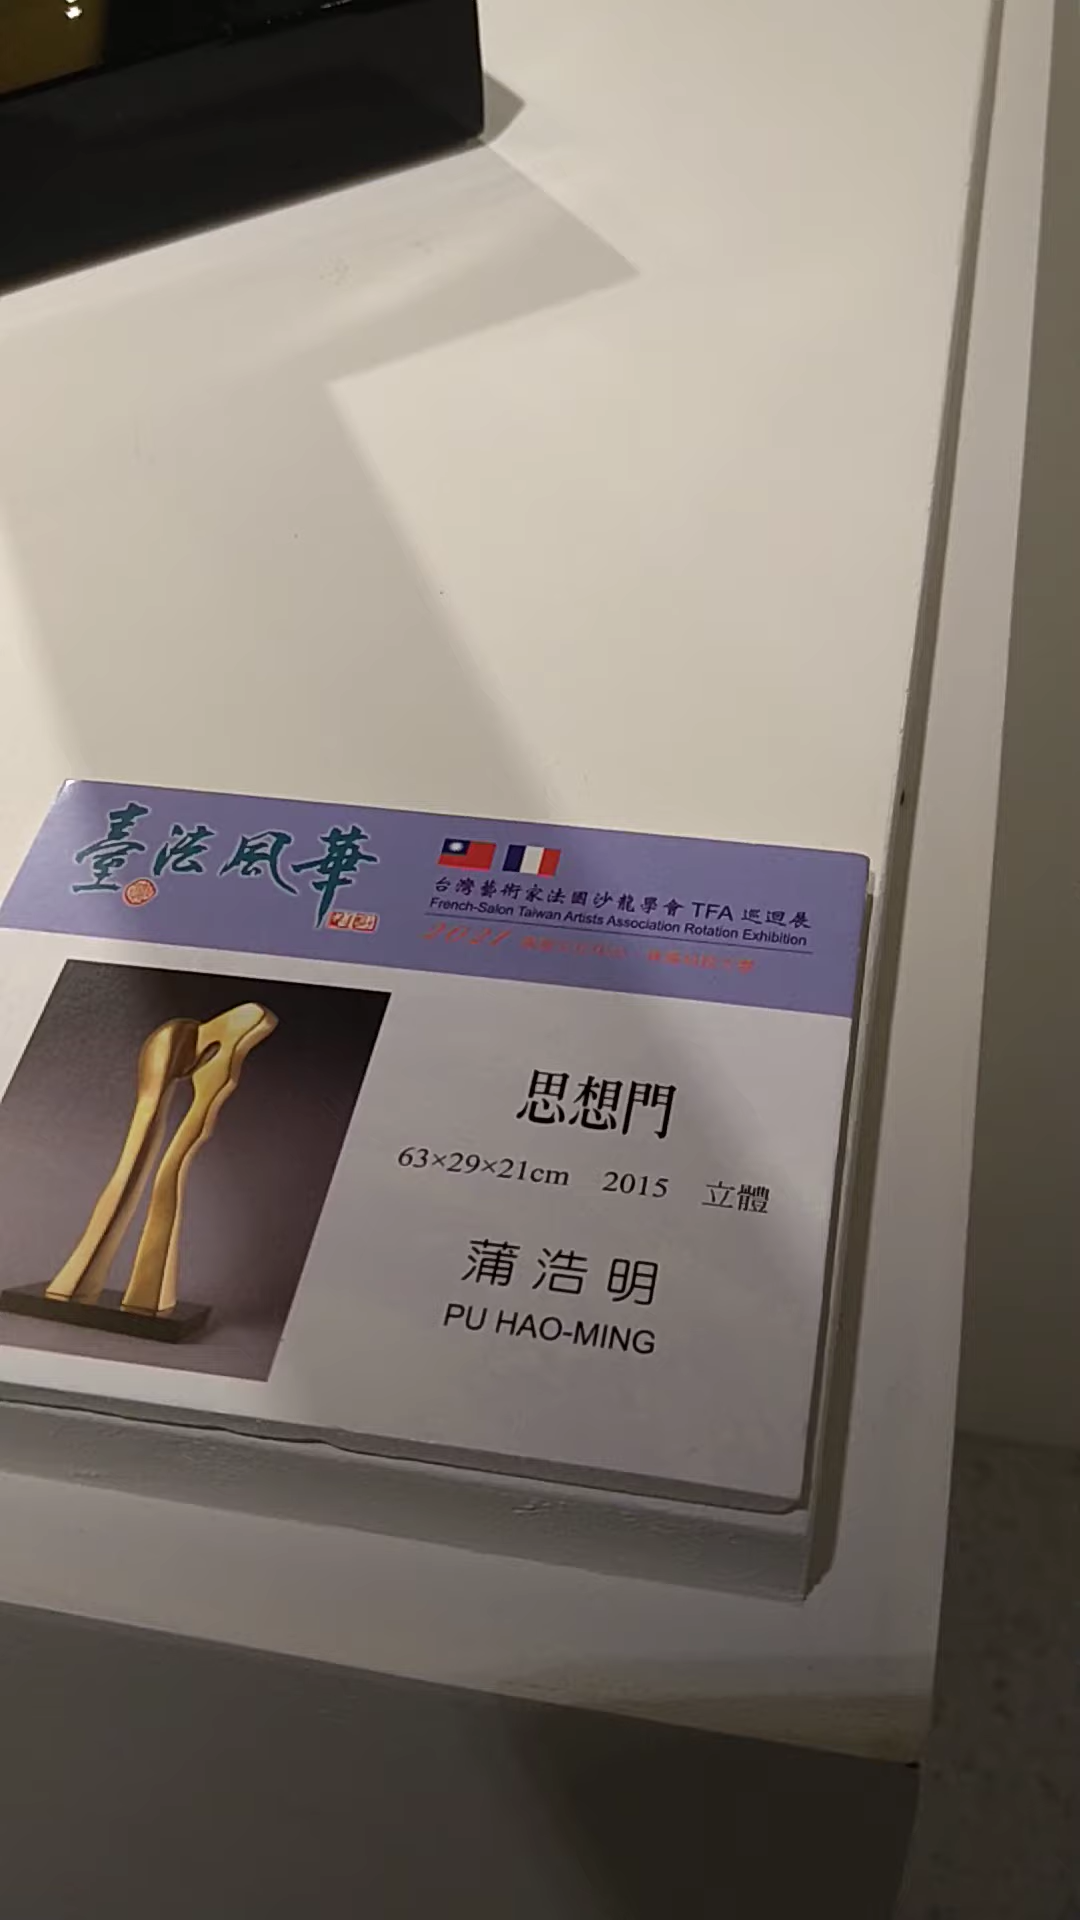 臺法風華
台灣藝術家法國沙龍學會 TFA 巡迴展
French-Salon Taiwan Artists Association Rotation Exhibition
2021
思想門
63×29×21cm 2015 立體
蒲浩明
PU HAO-MING